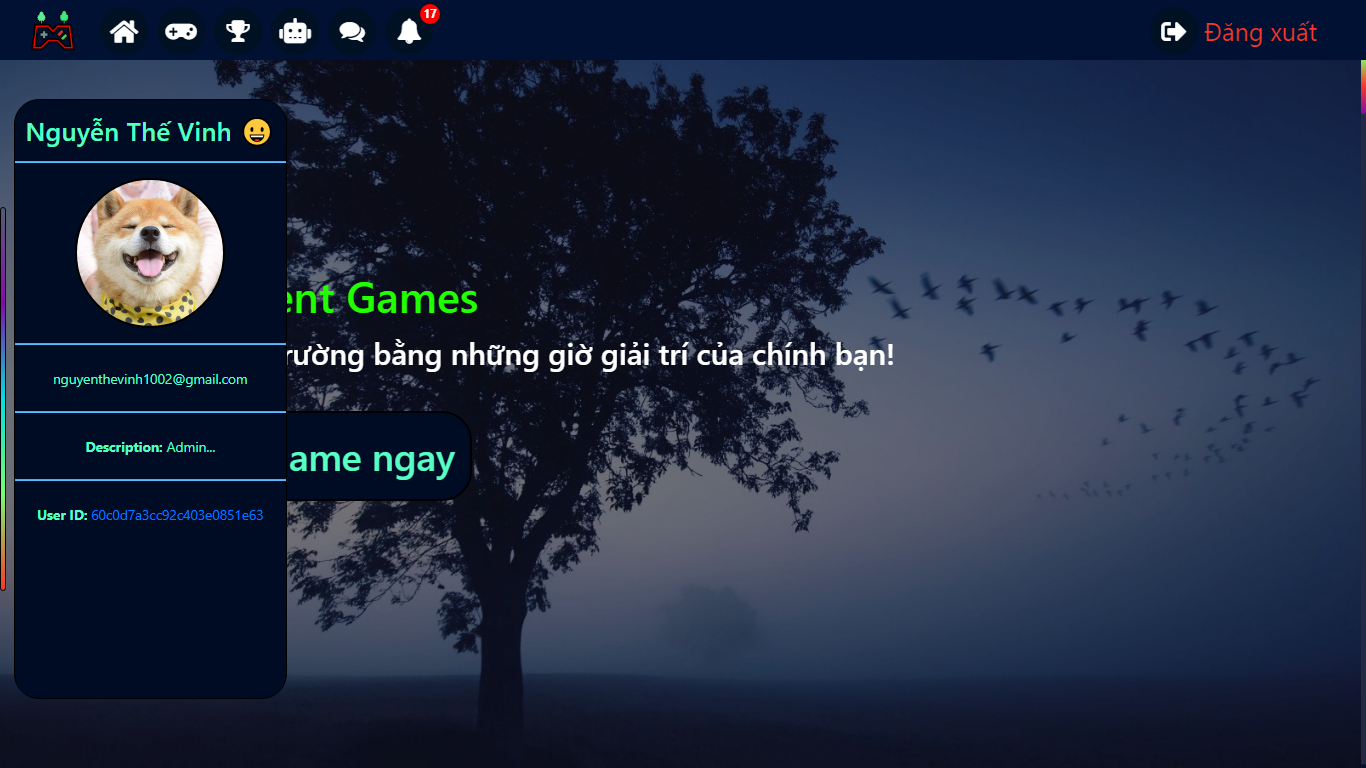 17
Đăng xuất
Nguyễn Thế Vinh 😀
ent Games
rường bằng những giờ giải trí của chính bạn!
nguyenthevinh1002@gmail.com
Description: Admin...
ame ngay
User ID: 60c0d7a3cc92c403e0851e63